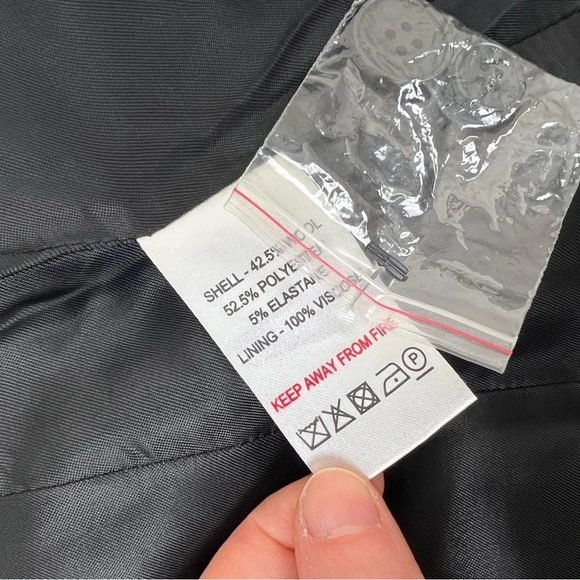 SHELL - 42.5% WOOL
52.5% POLYESTER
5% ELASTANE
LINING - 100% VISCOSE
KEEP AWAY FROM FIRE
P